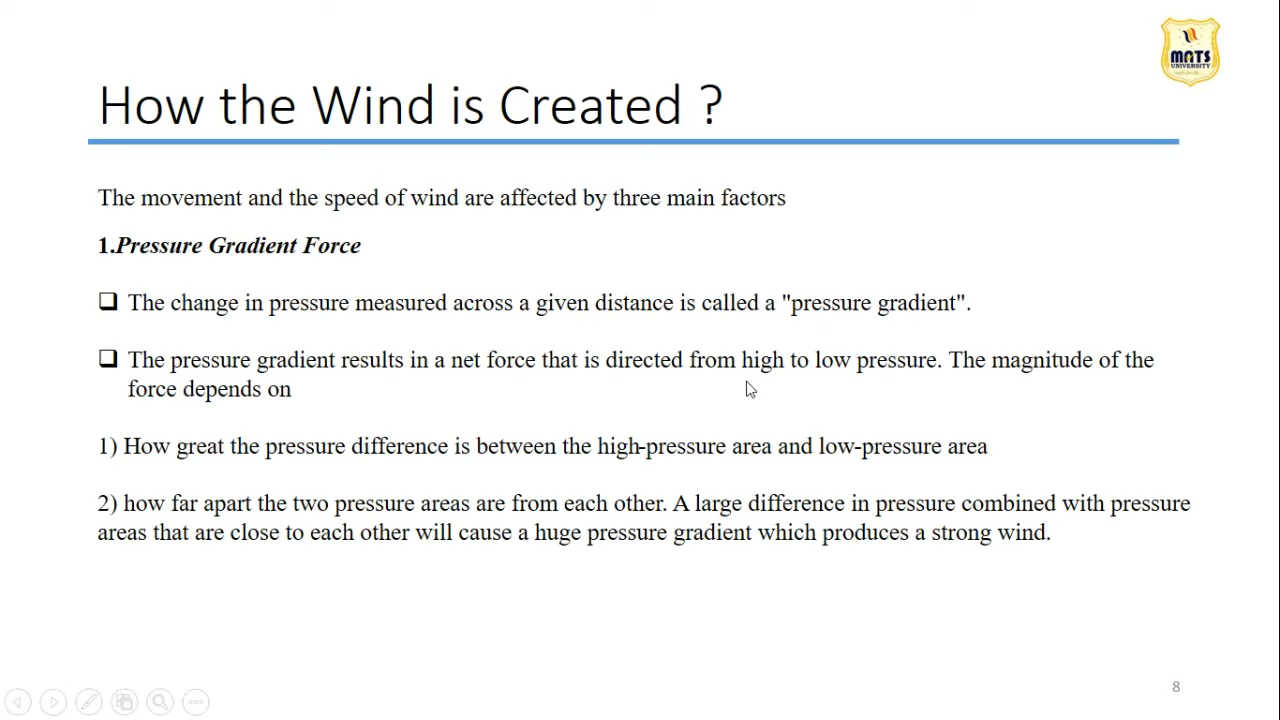 MATS
UNIVERSITY
How the Wind is Created ?
The movement and the speed of wind are affected by three main factors
1.Pressure Gradient Force
❑ The change in pressure measured across a given distance is called a "pressure gradient".
❑ The pressure gradient results in a net force that is directed from high to low pressure. The magnitude of the
force depends on
1) How great the pressure difference is between the high-pressure area and low-pressure area
2) how far apart the two pressure areas are from each other. A large difference in pressure combined with pressure
areas that are close to each other will cause a huge pressure gradient which produces a strong wind.
8